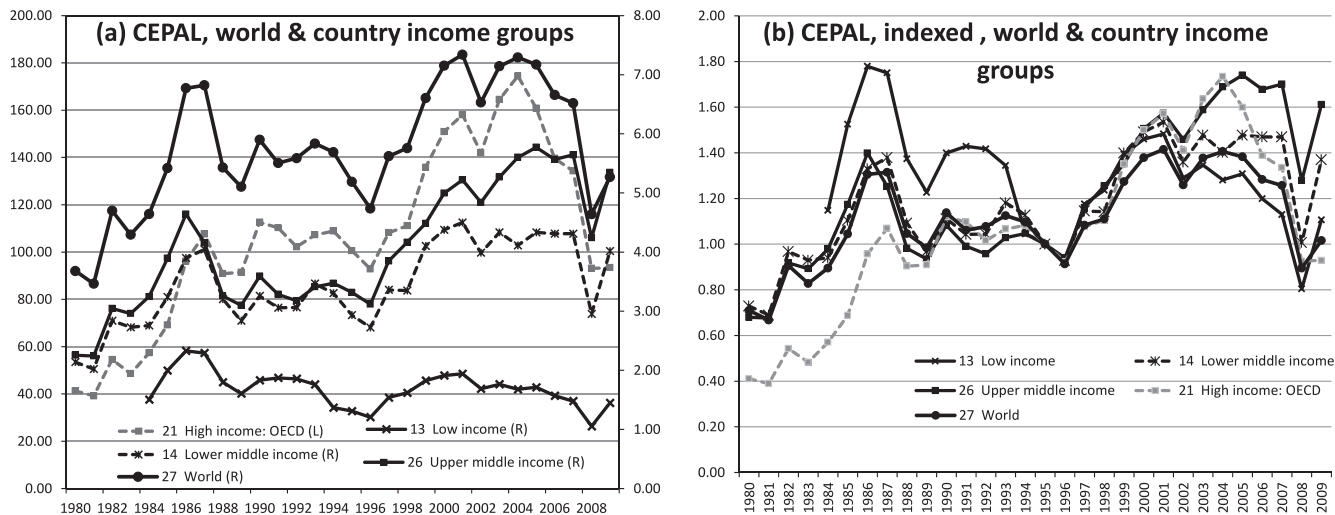 (a) CEPAL, world & country income groups
200.00
180.00
160.00
140.00
120.00
100.00
80.00
60.00
40.00
20.00
0.00
8.00
7.00
6.00
5.00
4.00
3.00
2.00
1.00
0.00
21 High income: OECD (L)
13 Low income (R)
14 Lower middle income (R)
26 Upper middle income (R)
27 World (R)
1980 1982 1984 1986 1988 1990 1992 1994 1996 1998 2000 2002 2004 2006 2008
(b) CEPAL, indexed , world & country income
groups
2.00
1.80
1.60
1.40
1.20
1.00
0.80
0.60
0.40
0.20
0.00
13 Low income
14 Lower middle income
26 Upper middle income
21 High income: OECD
27 World
1980 1981 1982 1983 1984 1985 1986 1987 1988 1989 1990 1991 1992 1993 1994 1995 1996 1997 1998 1999 2000 2001 2002 2003 2004 2005 2006 2007 2008 2009